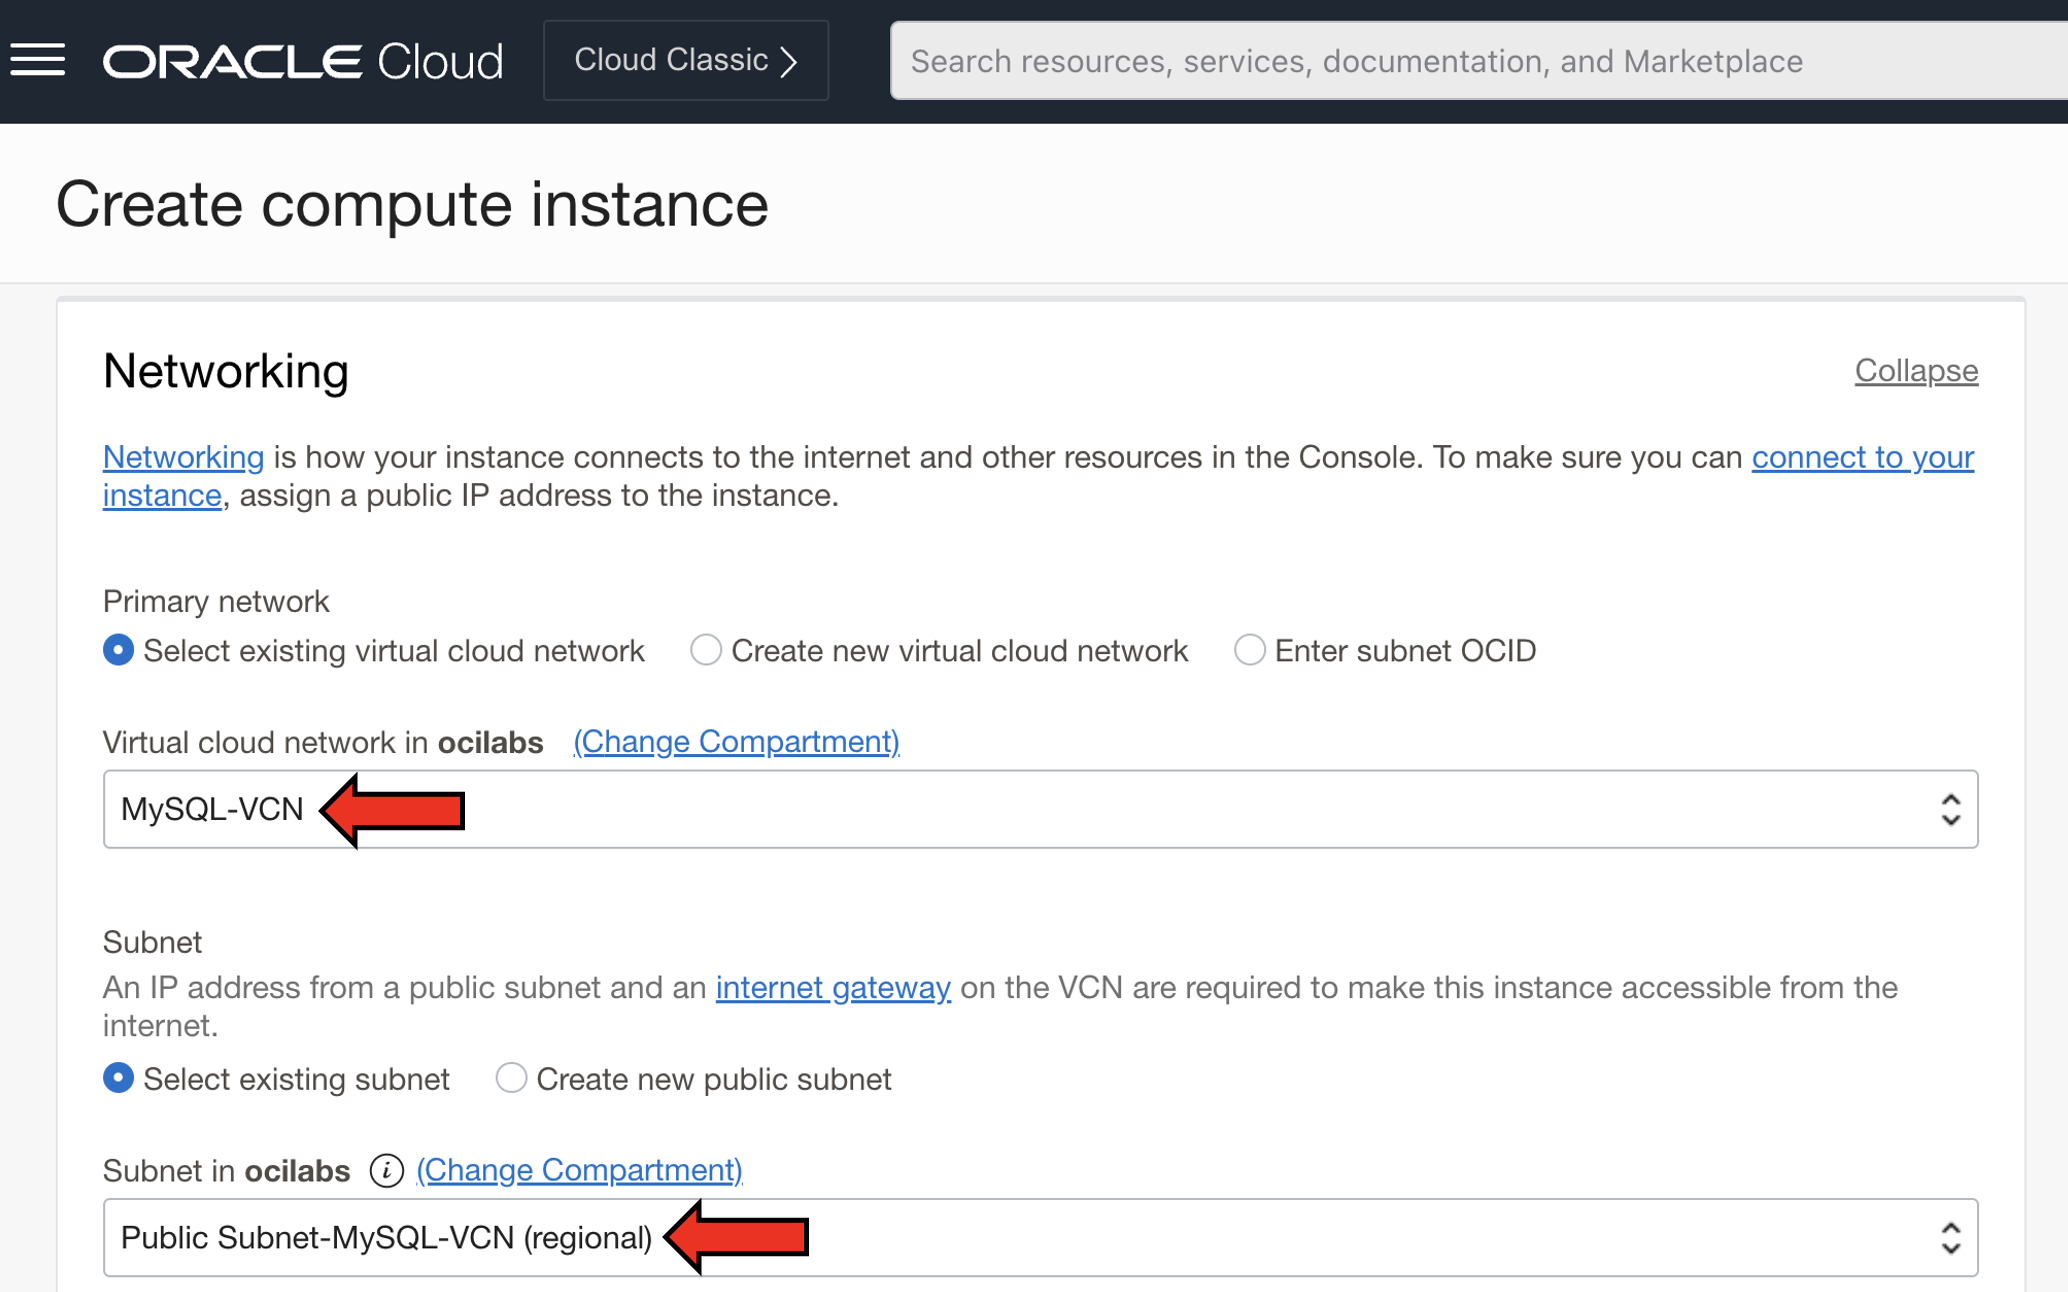 ORACLE Cloud
Cloud Classic
Search resources, services, documentation, and Marketplace
Create compute instance
Networking
Collapse
Networking is how your instance connects to the internet and other resources in the Console. To make sure you can connect to your
instance, assign a public IP address to the instance.
Primary network
Select existing virtual cloud network
Create new virtual cloud network
Enter subnet OCID
Virtual cloud network in ocilabs (Change Compartment)
MySQL-VCN
Subnet
An IP address from a public subnet and an internet gateway on the VCN are required to make this instance accessible from the
internet.
Select existing subnet
Create new public subnet
Subnet in ocilabs i (Change Compartment)
Public Subnet-MySQL-VCN (regional)